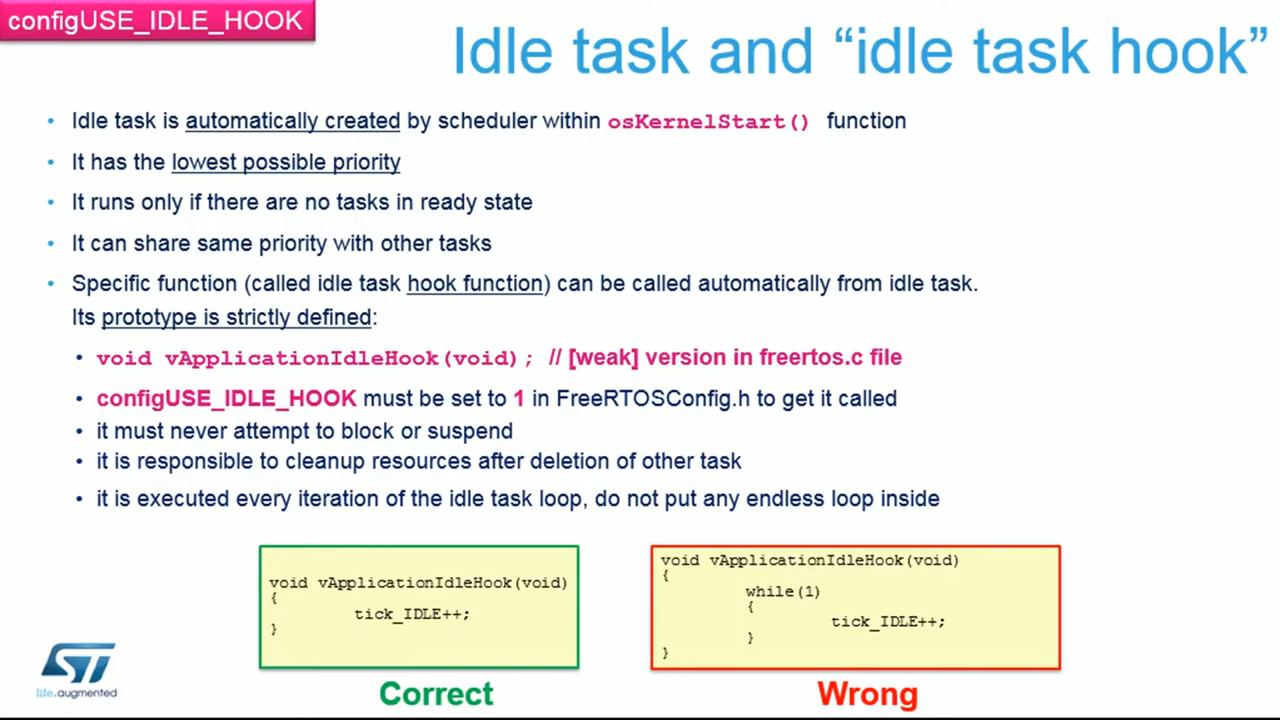 configUSE_IDLE_HOOK
Idle task and “idle task hook”
• Idle task is automatically created by scheduler within osKernelStart() function
• It has the lowest possible priority
• It runs only if there are no tasks in ready state
• It can share same priority with other tasks
• Specific function (called idle task hook function) can be called automatically from idle task.
Its prototype is strictly defined:
• void vApplicationIdleHook(void); // [weak] version in freertos.c file
• configUSE_IDLE_HOOK must be set to 1 in FreeRTOSConfig.h to get it called
• it must never attempt to block or suspend
• it is responsible to cleanup resources after deletion of other task
• it is executed every iteration of the idle task loop, do not put any endless loop inside
void vApplicationIdleHook(void)
{
tick_IDLE++;
}
Correct
void vApplicationIdleHook(void)
{
while(1)
{
tick_IDLE++;
}
}
Wrong
ST
life.augmented